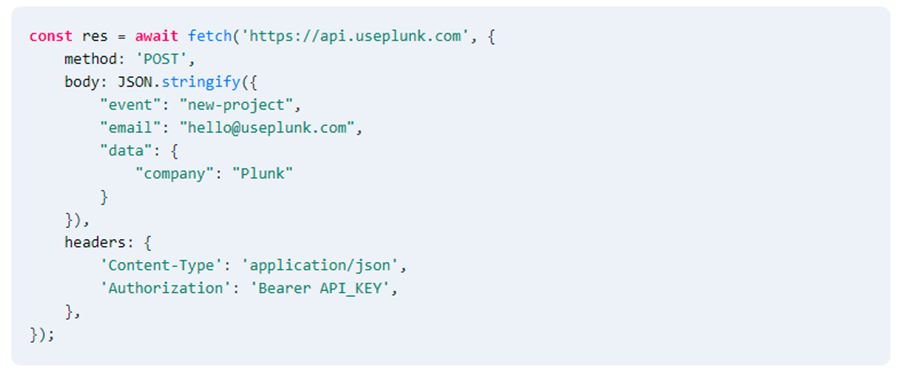 const res = await fetch('https://api.useplunk.com', {
    method: 'POST',
    body: JSON.stringify({
        "event": "new-project",
        "email": "hello@useplunk.com",
        "data": {
            "company": "Plunk"
        }
    }),
    headers: {
        'Content-Type': 'application/json',
        'Authorization': 'Bearer API_KEY',
    },
});